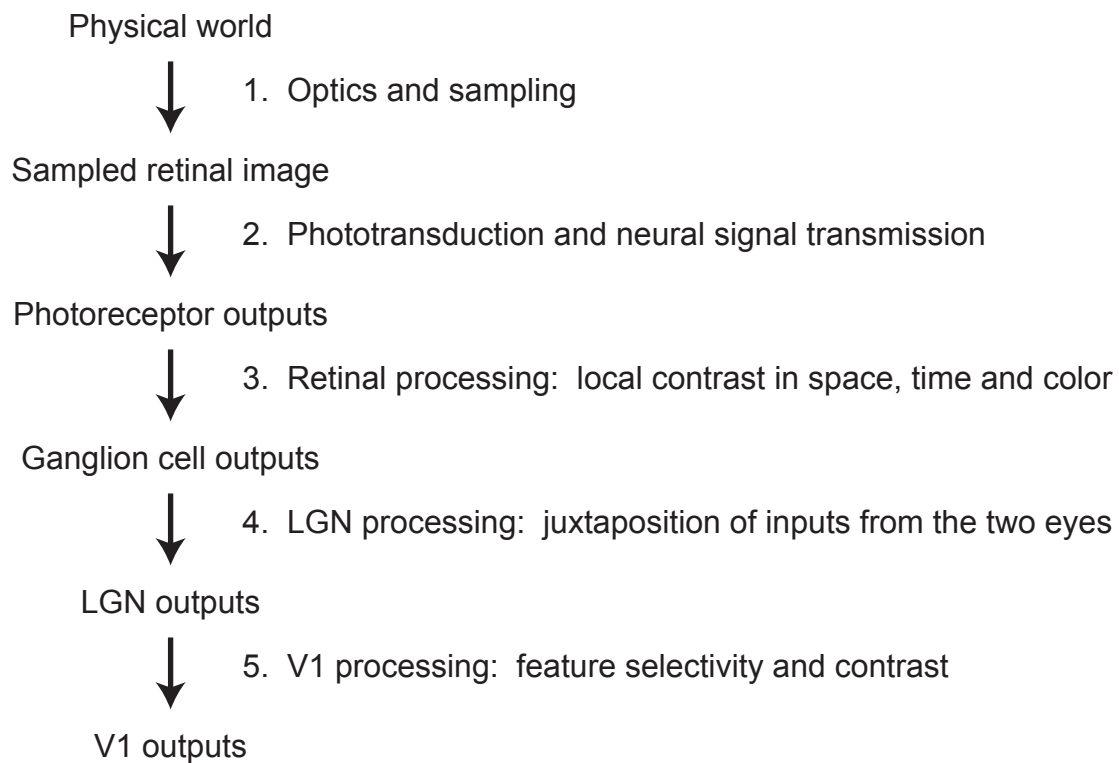 Physical world
1. Optics and sampling
Sampled retinal image
2. Phototransduction and neural signal transmission
Photoreceptor outputs
3. Retinal processing: local contrast in space, time and color
Ganglion cell outputs
4. LGN processing: juxtaposition of inputs from the two eyes
LGN outputs
5. V1 processing: feature selectivity and contrast
V1 outputs